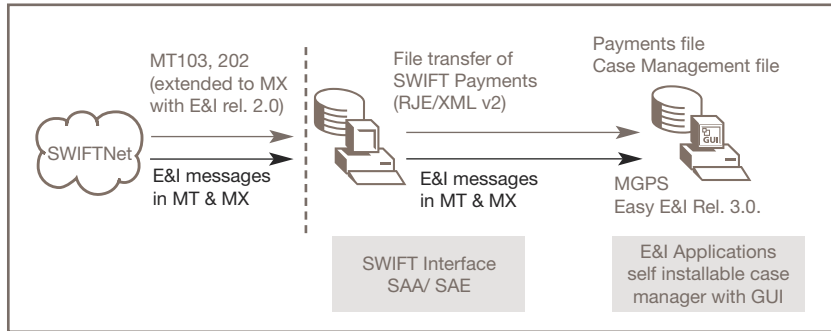 MT103, 202
(extended to MX
with E&I rel. 2.0)
SWIFTNet
E&I messages
in MT & MX
File transfer of
SWIFT Payments
(RJE/XML v2)
E&I messages
in MT & MX
SWIFT Interface
SAA/ SAE
Payments file
Case Management file
GUI
MGPS
Easy E&I Rel. 3.0.
E&I Applications
self installable case
manager with GUI